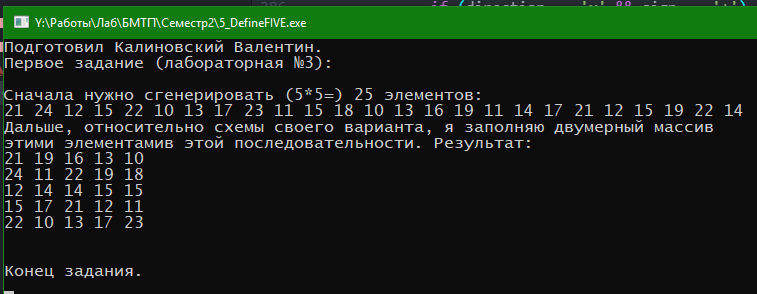 if (direction
Y:\Работы\Лаб\БМТП\Семестр2\5_DefineFIVE.exe
Подготовил Калиновский Валентин.
Первое задание (лабораторная №3):
Сначала нужно сгенерировать (5*5=) 25 элементов:
21 24 12 15 22 10 13 17 23 11 15 18 10 13 16 19 11 14 17 21 12 15 19 22 14
Дальше, относительно схемы своего варианта, я заполняю двумерный массив
этими элементамив этой последовательности. Результат:
21 19 16 13 10
24 11 22 19 18
12 14 14 15 15
15 17 21 12 11
22 10 13 17 23
Конец задания.